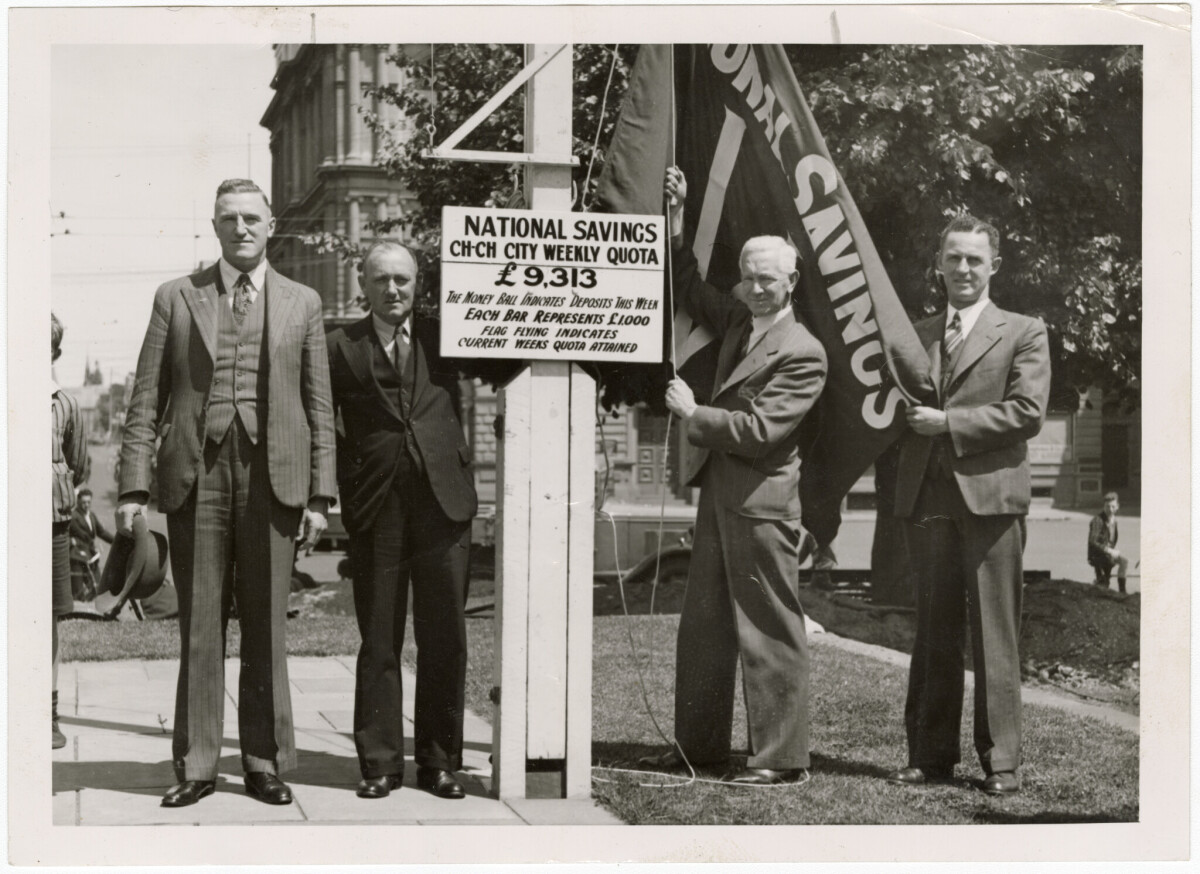 NATIONAL SAVINGS
CH-CH CITY WEEKLY QUOTA
£9,313
THE MONEY BALL INDICATES DEPOSITS THIS WEEK
EACH BAR REPRESENTS £1,000
FLAG FLYING INDICATES
CURRENT WEEKS QUOTA ATTAINED
ONAL SAVINGS